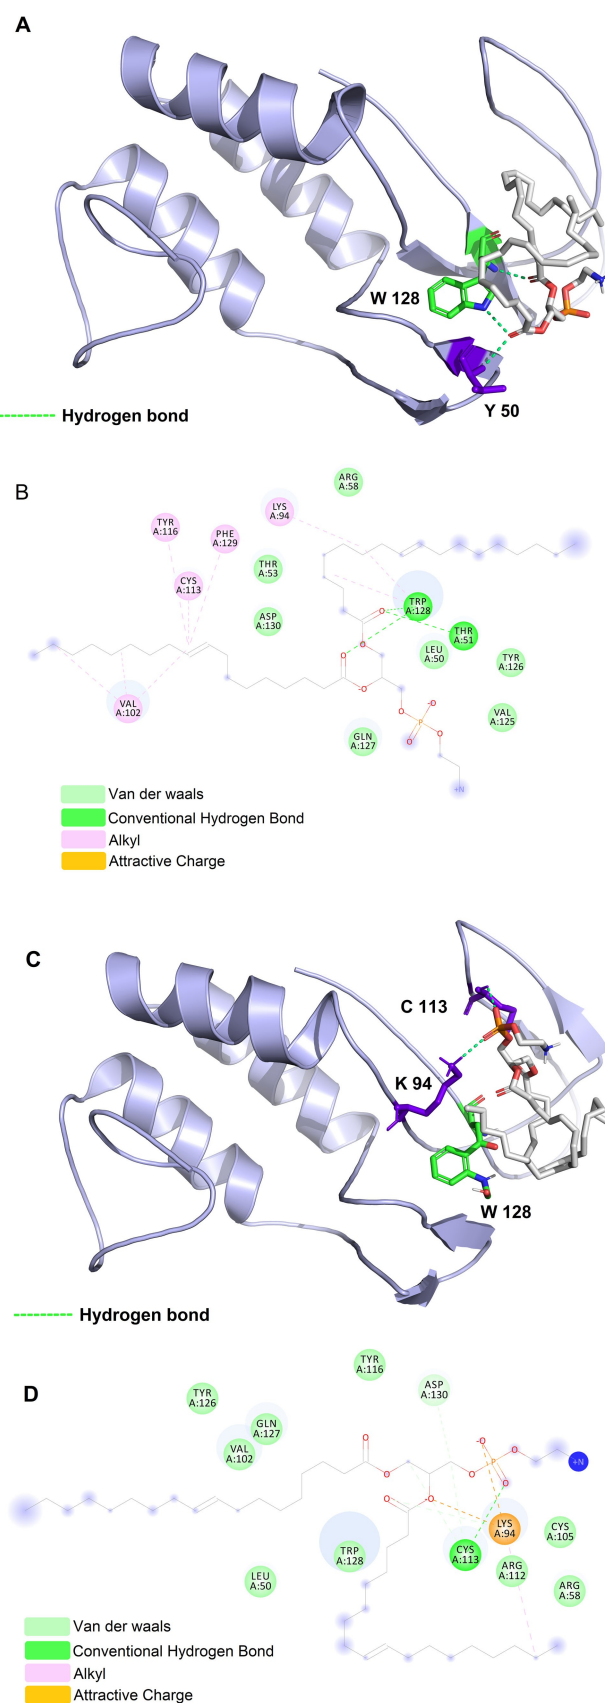 A
W 128
Y 50
Hydrogen bond
B
ARG
A:58
LYS
A:94
TYR
A:116
PHE
A:129
THR
A:53
CYS
A:113
TRP
A:128
ASP
A:130
THR
A:51
LEU
A:50
TYR
A:126
VAL
A:102
VAL
A:125
GLN
A:127
O
O
O
-O
O
P
O-
O
O
+N
Van der waals
Conventional Hydrogen Bond
Alkyl
Attractive Charge
C
C 113
K 94
W 128
Hydrogen bond
D
TYR
A:116
ASP
A:130
TYR
A:126
GLN
A:127
VAL
A:102
O
-O
O
+N
P
O
O
O
O
-O
LYS
A:94
CYS
A:105
TRP
A:128
CYS
A:113
ARG
A:112
LEU
A:50
ARG
A:58
Van der waals
Conventional Hydrogen Bond
Alkyl
Attractive Charge